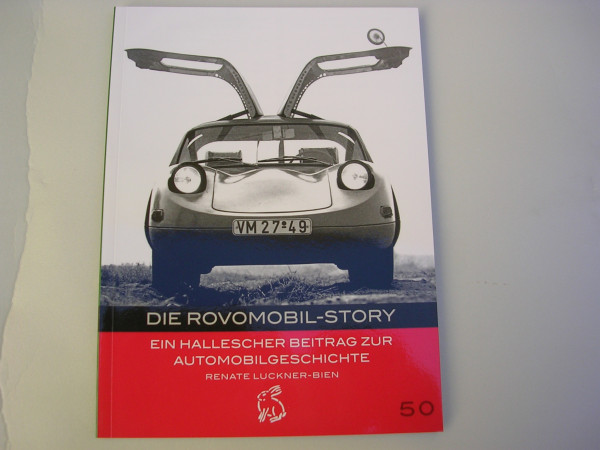 VM 27-49
DIE ROVOMOBIL-STORY
EIN HALLESCHER BEITRAG ZUR
AUTOMOBILGESCHICHTE
RENATE LUCKNER-BIEN
50